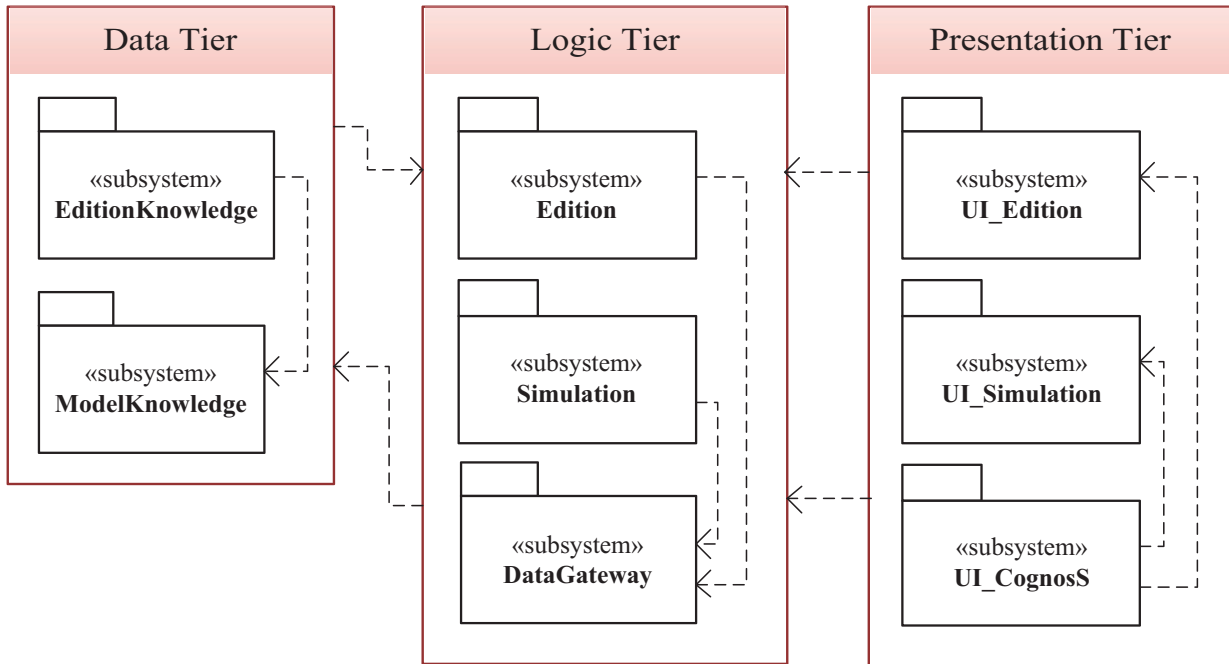 Data Tier
«subsystem»
EditionKnowledge
«subsystem»
ModelKnowledge
Logic Tier
«subsystem»
Edition
«subsystem»
Simulation
«subsystem»
DataGateway
Presentation Tier
«subsystem»
UI_Edition
«subsystem»
UI_Simulation
«subsystem»
UI_CognosS